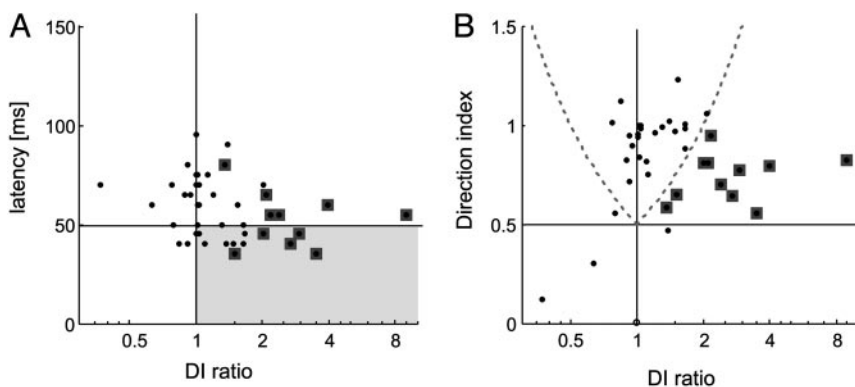 A
B
150
100
50
0
latency [ms]
0.5 1 2 4 8
DI ratio
1.5
1
0.5
0
Direction index
0.5 1 2 4 8
DI ratio